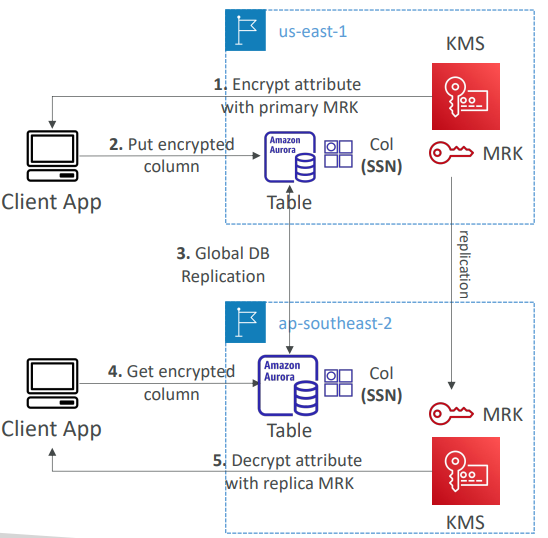 us-east-1
KMS
1. Encrypt attribute
with primary MRK
2. Put encrypted
column
Client App
Amazon
Aurora
Table
Col
(SSN)
MRK
3. Global DB
Replication
replication
ap-southeast-2
4. Get encrypted
column
Client App
Amazon
Aurora
Table
Col
(SSN)
MRK
5. Decrypt attribute
with replica MRK
KMS